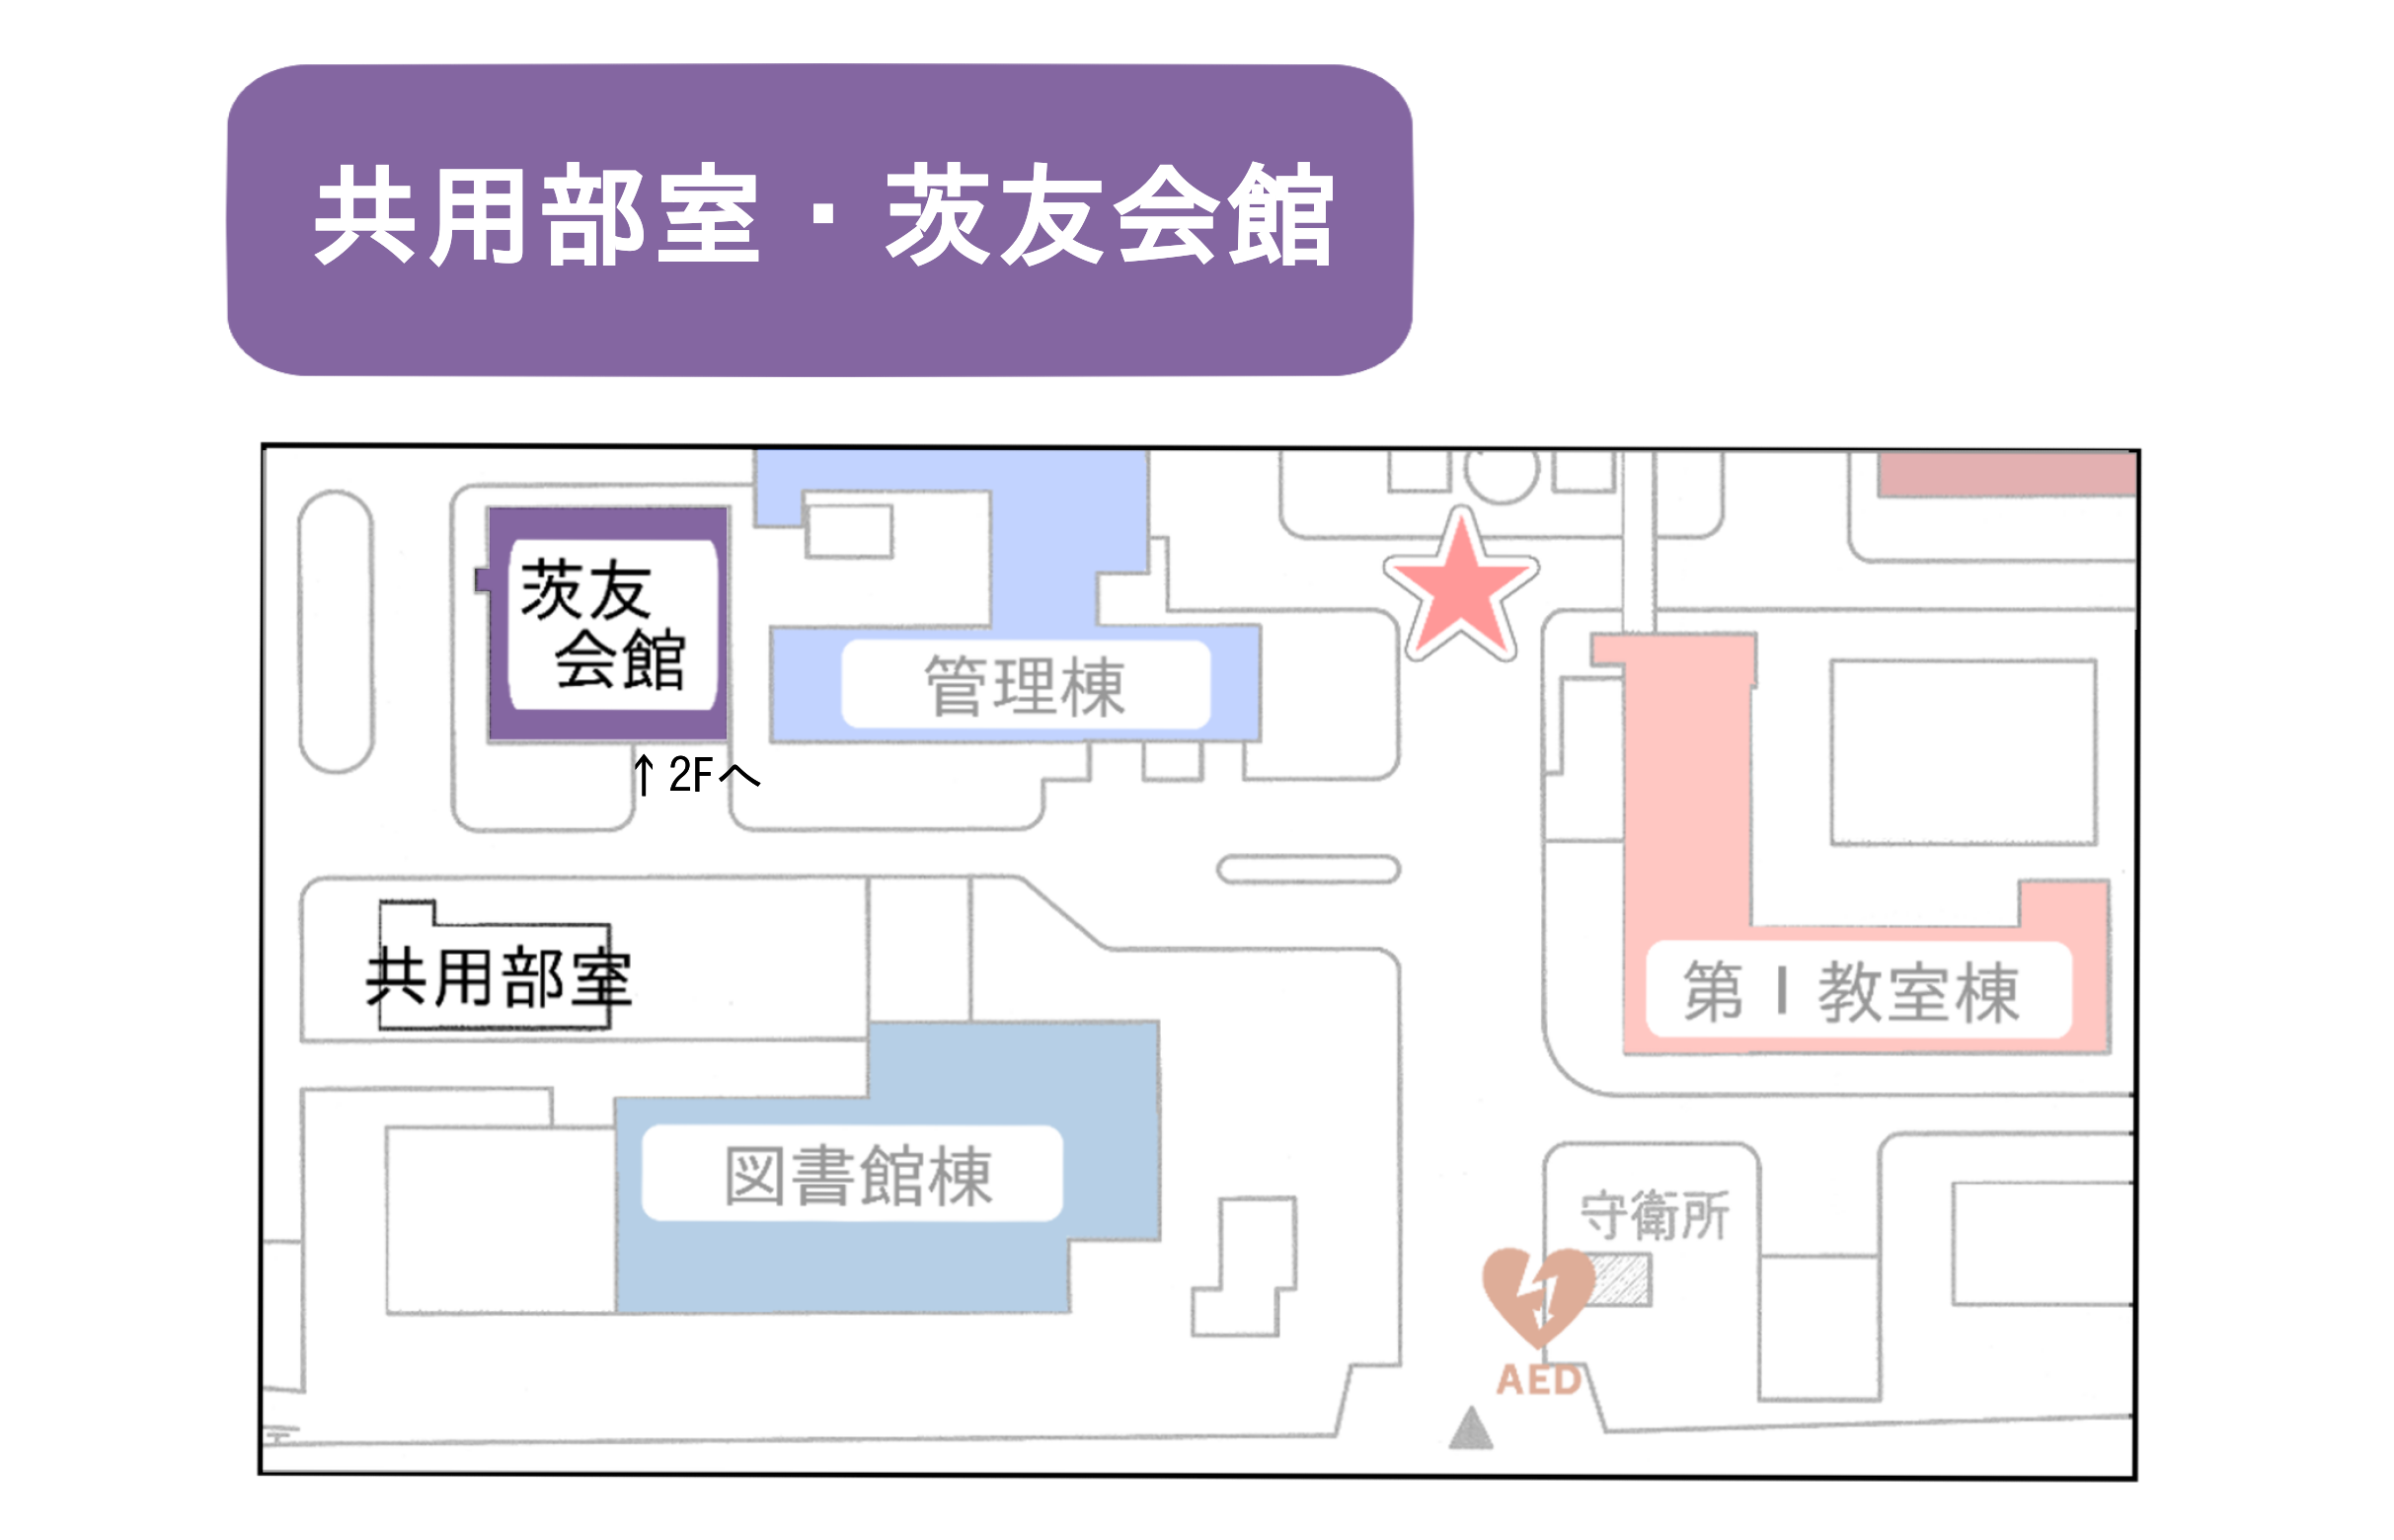 共用部室・茨友会館
茨友
会館
管理棟
↑ 2Fへ
共用部室
第Ⅰ教室棟
図書館棟
守衛所
AED